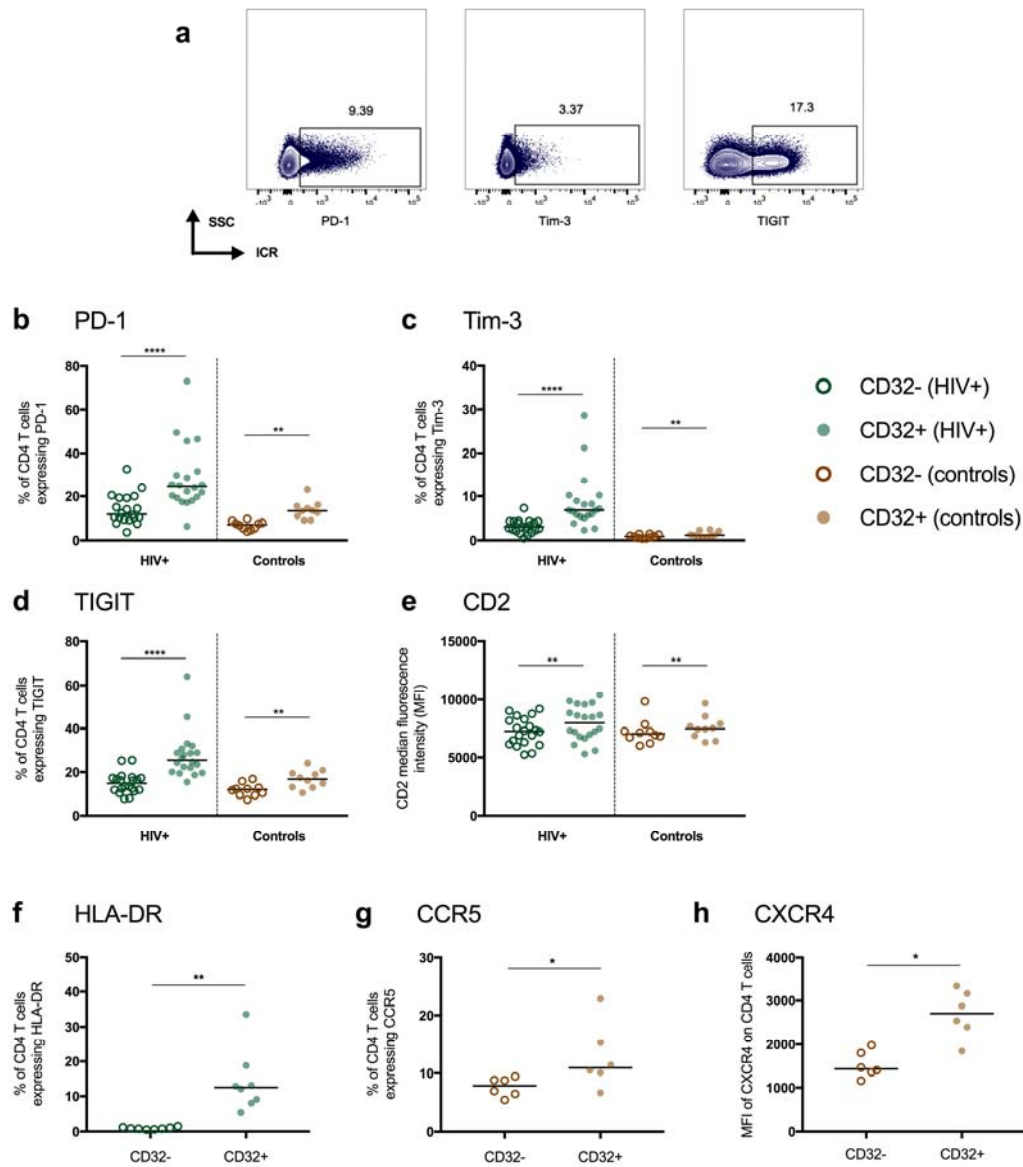 a
9.39
3.37
17.3
-10³ 0 10³ 10⁴ 10⁵
-10³ 0 10³ 10⁴ 10⁵
-10³ 0 10³ 10⁴ 10⁵
PD-1
Tim-3
TIGIT
SSC
ICR
b PD-1
80
60
40
20
0
% of CD4 T cells
expressing PD-1
****
**
HIV+
Controls
c Tim-3
40
30
20
10
0
% of CD4 T cells
expressing Tim-3
****
**
HIV+
Controls
CD32- (HIV+)
CD32+ (HIV+)
CD32- (controls)
CD32+ (controls)
d TIGIT
80
60
40
20
0
% of CD4 T cells
expressing TIGIT
****
**
HIV+
Controls
e CD2
15000
10000
5000
0
CD2 median fluorescence
intensity (MFI)
**
**
HIV+
Controls
f HLA-DR
50
40
30
20
10
0
% of CD4 T cells
expressing HLA-DR
**
CD32-
CD32+
g CCR5
30
20
10
0
% of CD4 T cells
expressing CCR5
*
CD32-
CD32+
h CXCR4
4000
3000
2000
1000
0
MFI of CXCR4 on CD4 T cells
*
CD32-
CD32+